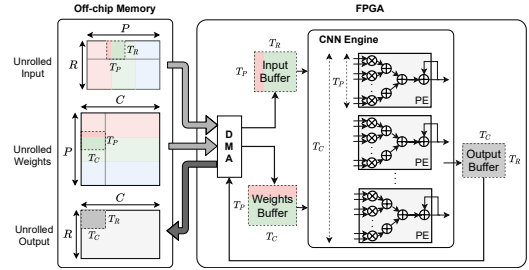 Off-chip Memory
FPGA
P
R
T_R
T_P
Unrolled
Input
C
P
T_P
T_C
Unrolled
Weights
C
R
T_R
T_C
Unrolled
Output
D
M
A
T_R
T_P
Input
Buffer
T_P
Weights
Buffer
T_C
CNN Engine
T_P
T_C
PE
PE
PE
T_C
Output
Buffer
T_R